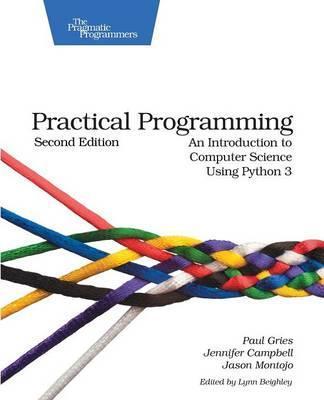 The
Pragmatic
Programmers
Practical Programming
Second Edition
An Introduction to
Computer Science
Using Python 3
Paul Gries
Jennifer Campbell
Jason Montojo
Edited by Lynn Beighley